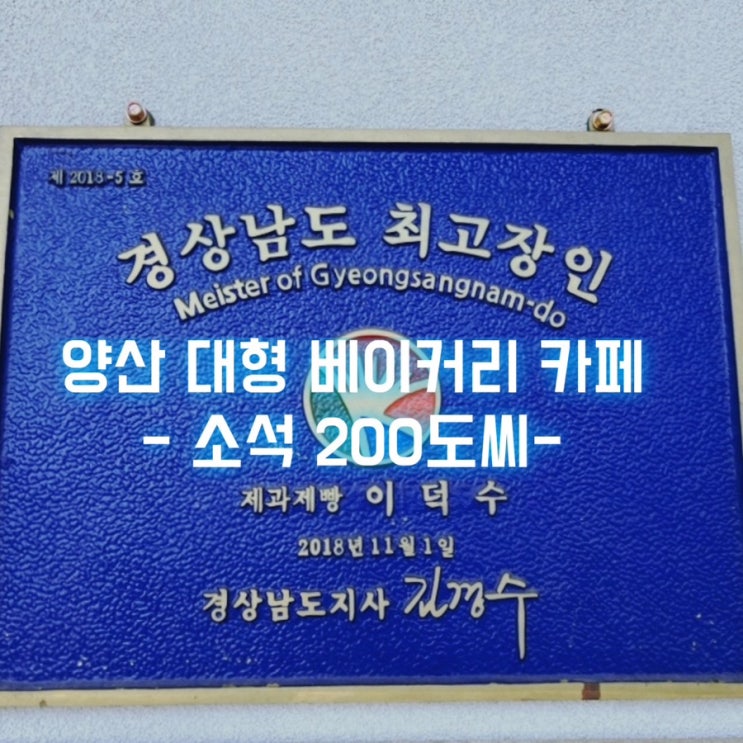 제 2018-5 호
경상남도 최고장인
Meister of Gyeongsangnam-do
양산 대형 베이커리 카페
- 소석 200도씨-
제과제빵 이덕수
2018년 11월 1일
경상남도지사 김경수